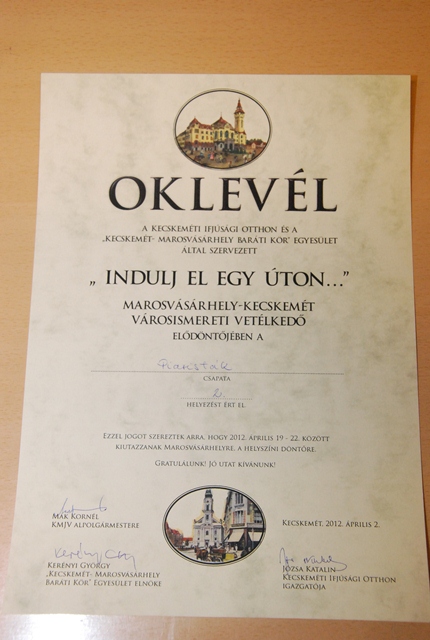 OKLEVÉL
A KECSKEMÉTI IFJÚSÁGI OTTHON ÉS A
„KECSKEMÉT- MAROSVÁSÁRHELY BARÁTI KÖR" EGYESÜLET
ÁLTAL SZERVEZETT
„ INDULJ EL EGY ÚTON..."
MAROSVÁSÁRHELY-KECSKEMÉT
VÁROSISMERETI VETÉLKEDŐ
ELŐDÖNTŐJÉBEN A
CSAPATA
2.
HELYEZÉST ÉRT EL.
EZZEL JOGOT SZEREZTEK ARRA, HOGY 2012. ÁPRILIS 19 - 22. KÖZÖTT
KIUTAZZANAK MAROSVÁSÁRHELYRE, A HELYSZÍNI DÖNTŐRE.
GRATULÁLUNK! JÓ UTAT KÍVÁNUNK!
MÁK KORNÉL
KMJV ALPOLGÁRMESTERE
KECSKEMÉT, 2012. ÁPRILIS 2.
KERÉNYI GYÖRGY
„KECSKEMÉT- MAROSVÁSÁRHELY
BARÁTI KÖR" EGYESÜLET ELNÖKE
JÓZSA KATALIN
KECSKEMÉTI IFJÚSÁGI OTTHON
IGAZGATÓJA